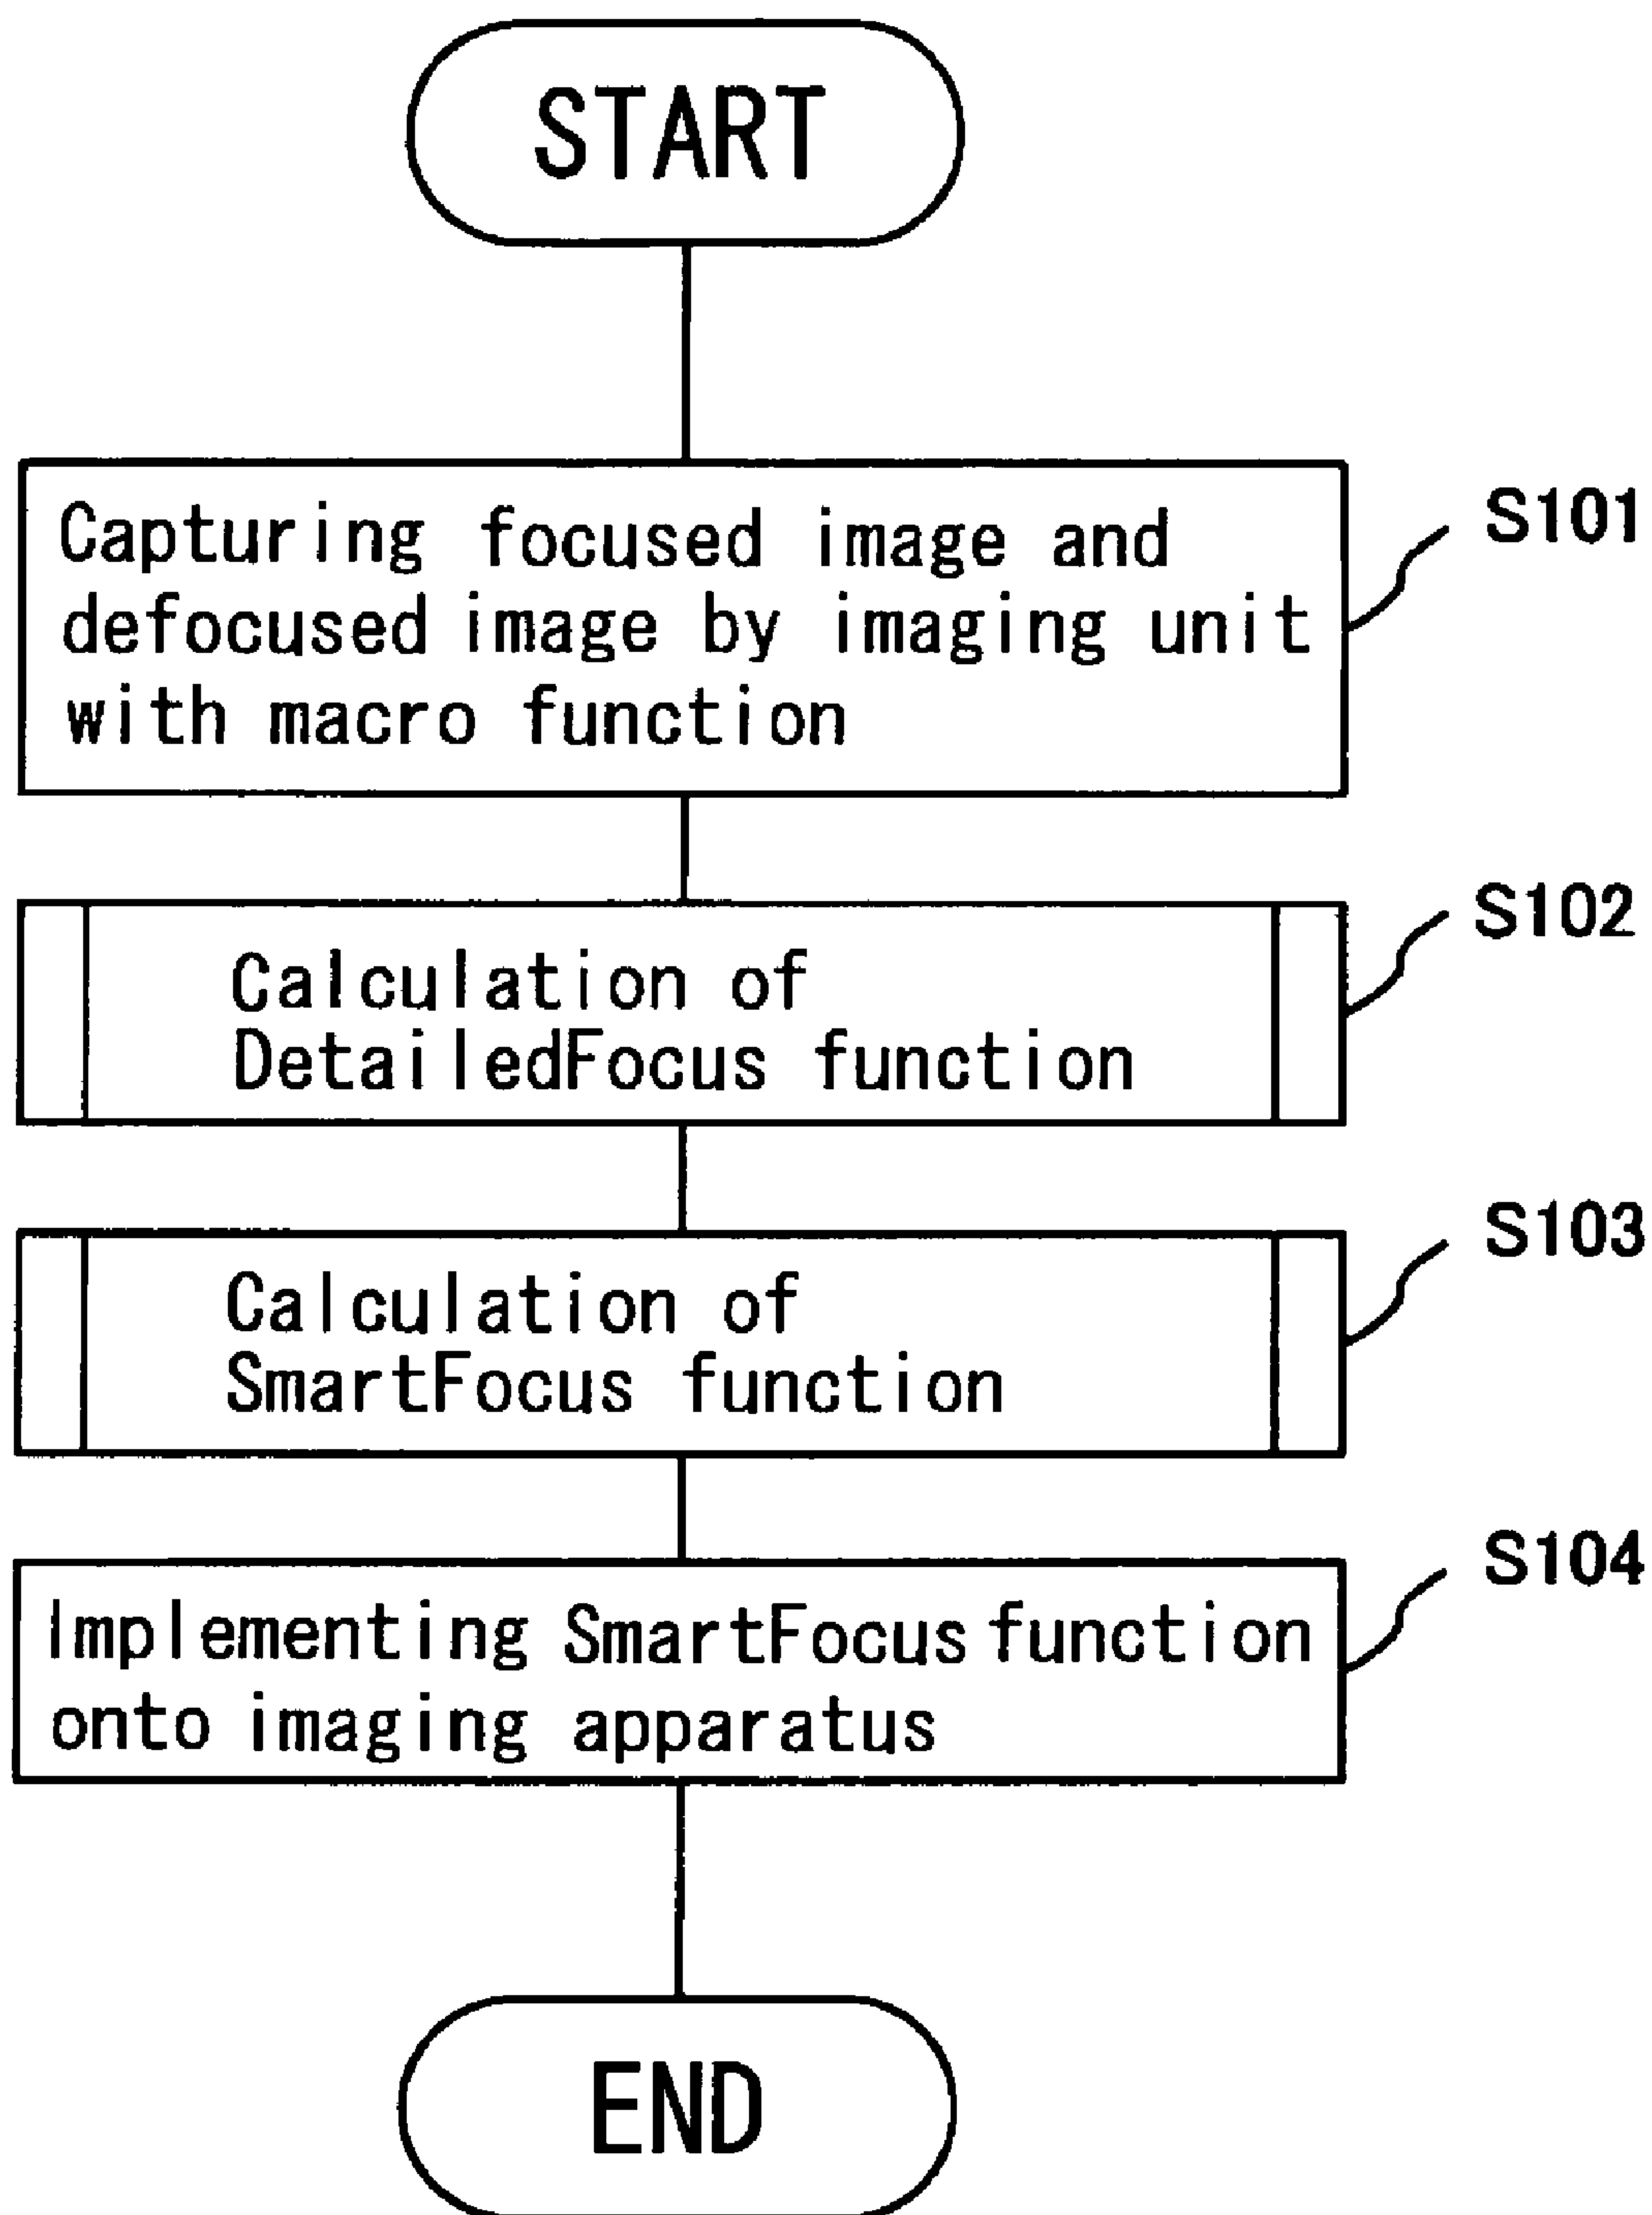 START
Capturing focused image and
defocused image by imaging unit
with macro function
S101
Calculation of
DetailedFocus function
S102
Calculation of
SmartFocus function
S103
Implementing SmartFocus function
onto imaging apparatus
S104
END